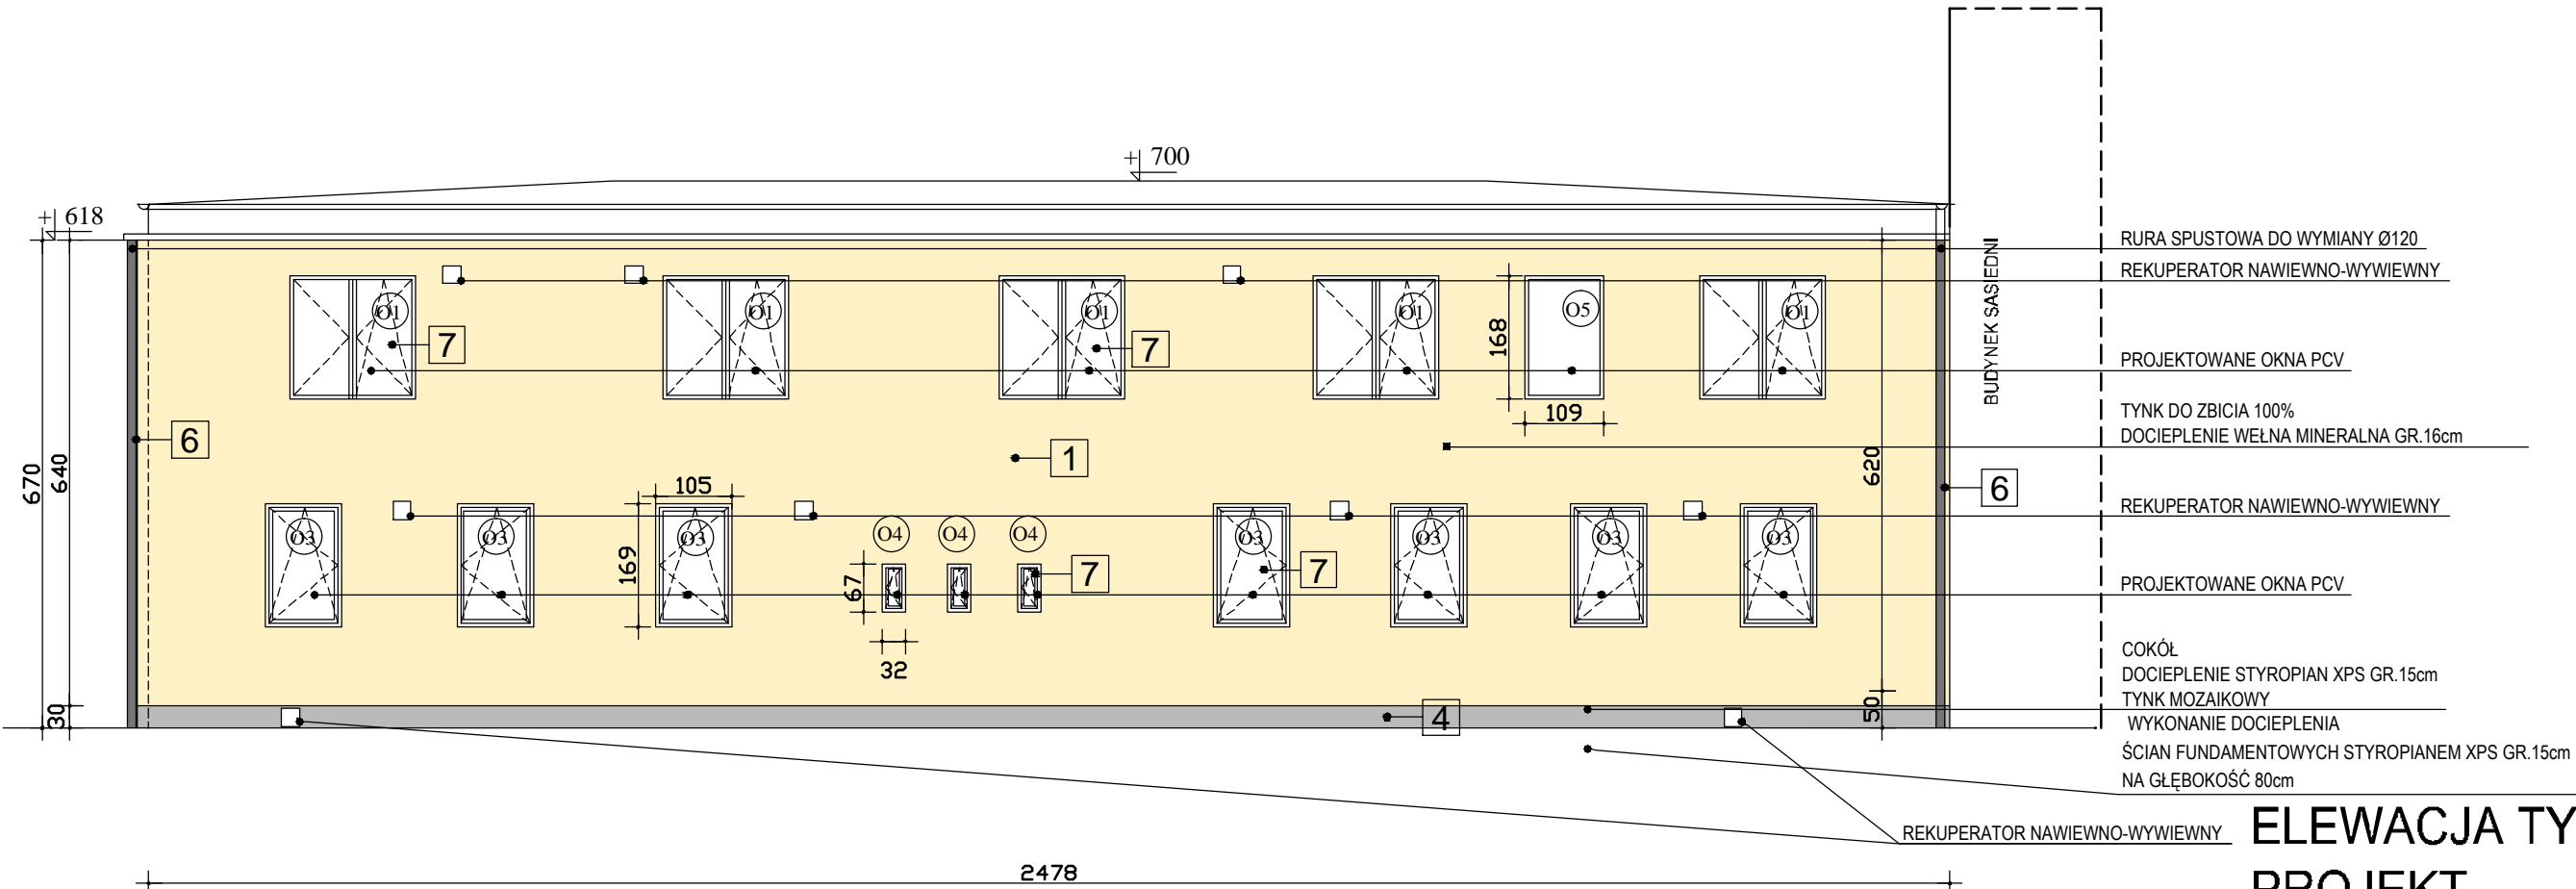 + 700
+ 618
RURA SPUSTOWA DO WYMIANY Ø120
REKUPERATOR NAWIEWNO-WYWIEWNY
BUDYNEK SASIEDNI
O1
O1
O1
O1
O5
O1
7
7
168
PROJEKTOWANE OKNA PCV
109
TYNK DO ZBICIA 100%
DOCIEPLENIE WEŁNA MINERALNA GR.16cm
6
1
670
640
620
6
105
REKUPERATOR NAWIEWNO-WYWIEWNY
O3
O3
O3
O4
O4
O4
O3
O3
O3
O3
169
67
7
7
PROJEKTOWANE OKNA PCV
32
COKÓŁ
DOCIEPLENIE STYROPIAN XPS GR.15cm
TYNK MOZAIKOWY
30
4
50
WYKONANIE DOCIEPLENIA
ŚCIAN FUNDAMENTOWYCH STYROPIANEM XPS GR.15cm
NA GŁĘBOKOŚĆ 80cm
REKUPERATOR NAWIEWNO-WYWIEWNY
ELEWACJA TY
2478
PROJEKT